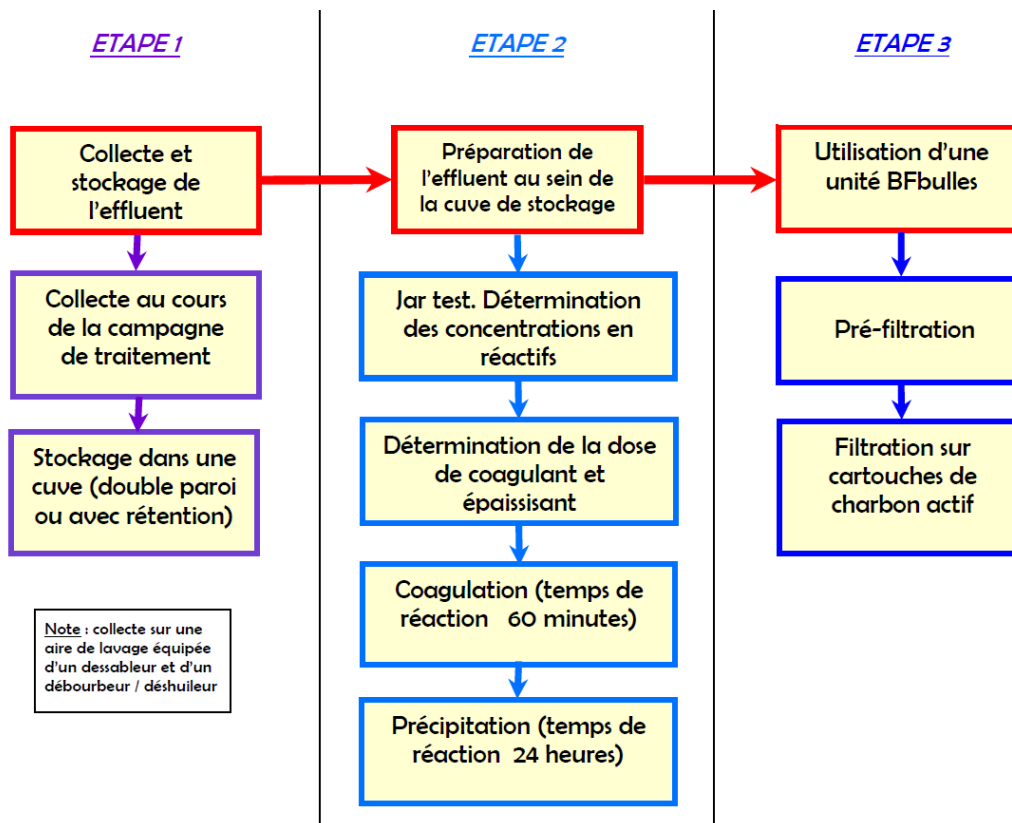 ETAPE 1
Collecte et
stockage de
l'effluent
Collecte au cours
de la campagne
de traitement
Stockage dans une
cuve (double paroi
ou avec rétention)
Note : collecte sur une
aire de lavage équipée
d'un dessableur et d'un
débourbeur / déshuileur
ETAPE 2
Préparation de
l'effluent au sein de
la cuve de stockage
Jar test. Détermination
des concentrations en
réactifs
Détermination de la dose
de coagulant et
épaississant
Coagulation (temps de
réaction 60 minutes)
Précipitation (temps de
réaction 24 heures)
ETAPE 3
Utilisation d'une
unité BFbulles
Pré-filtration
Filtration sur
cartouches de
charbon actif